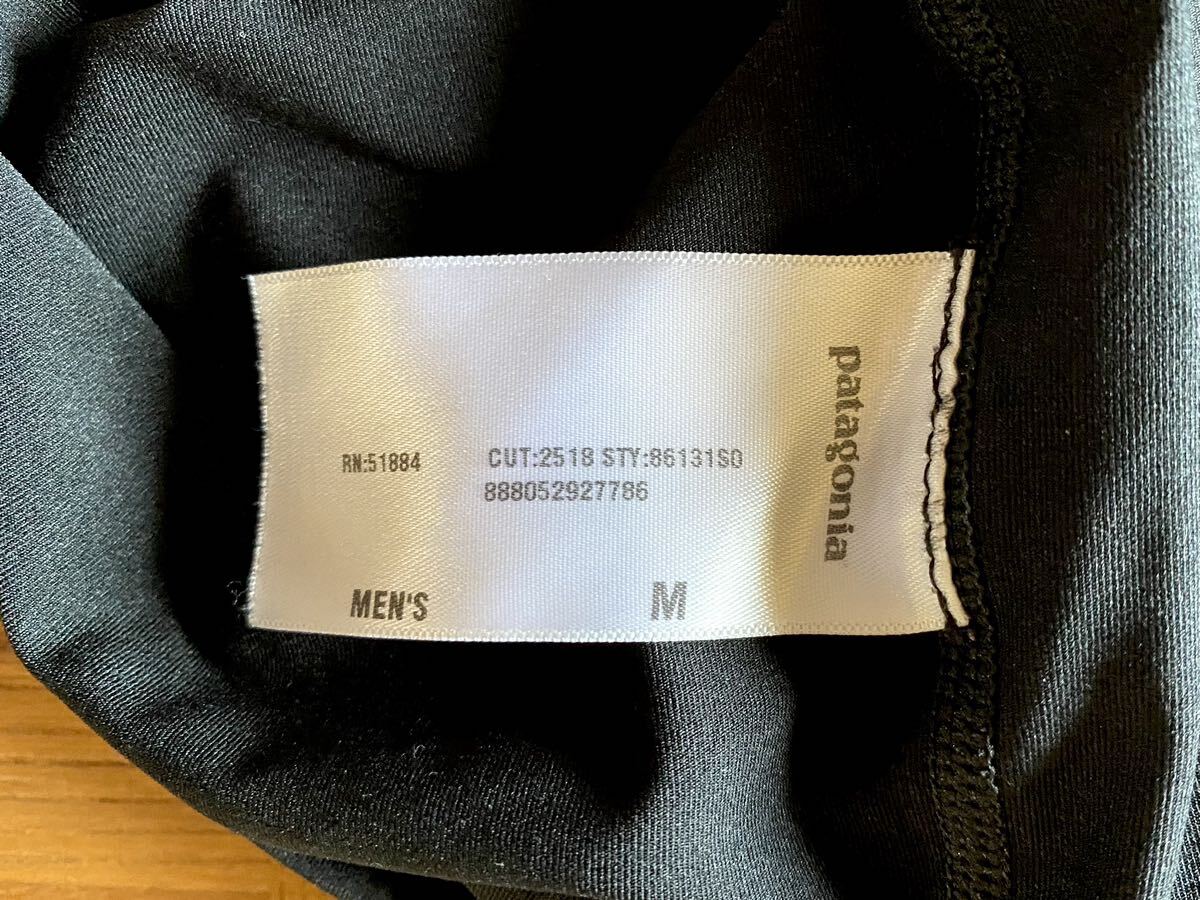 patagonia
RN:51884
CUT:2518 STY:86131S0
888052927786
MEN'S
M